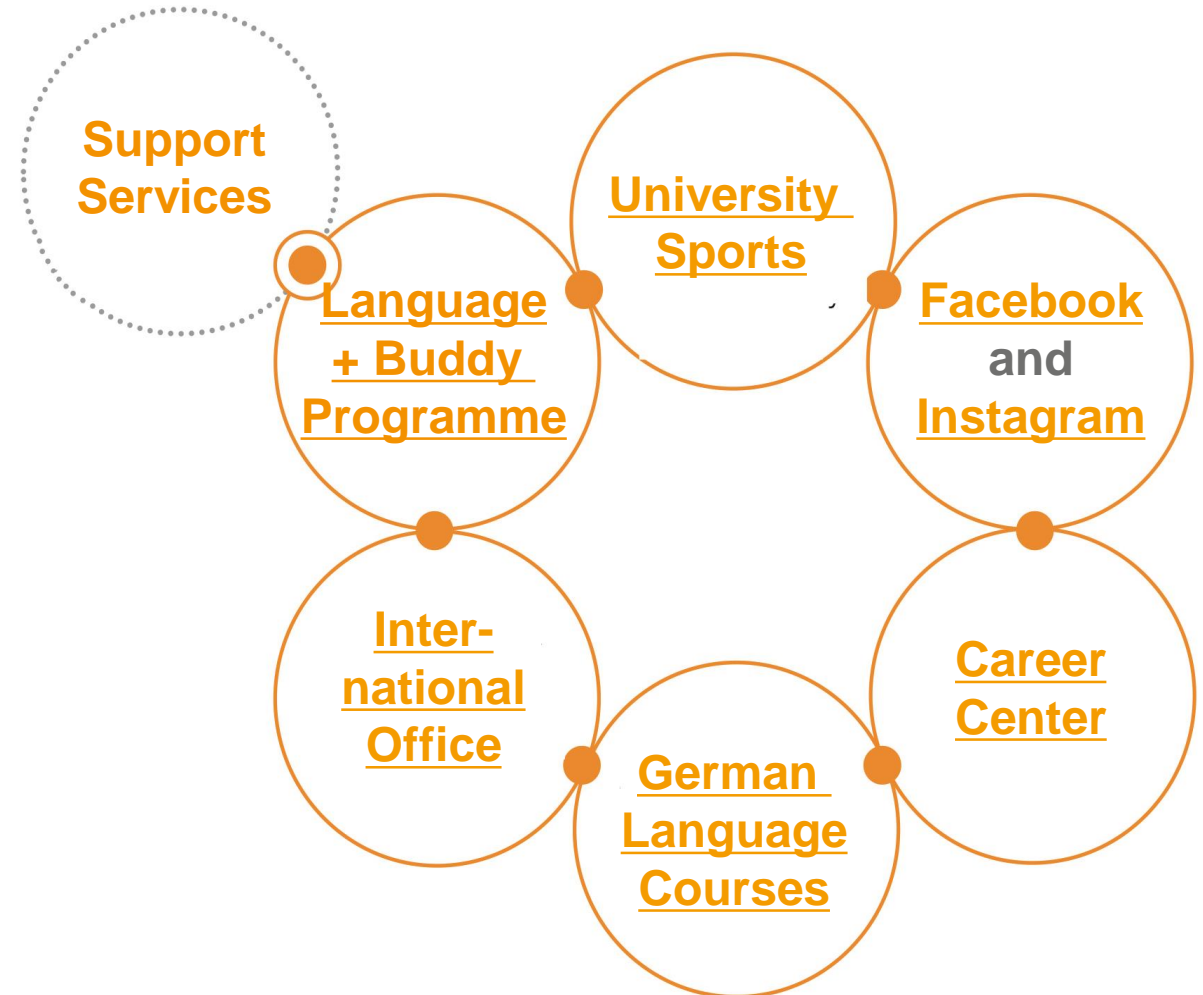 Support
Services
University
Sports
Language
+ Buddy
Programme
Facebook
and
Instagram
Inter-
national
Office
Career
Center
German
Language
Courses